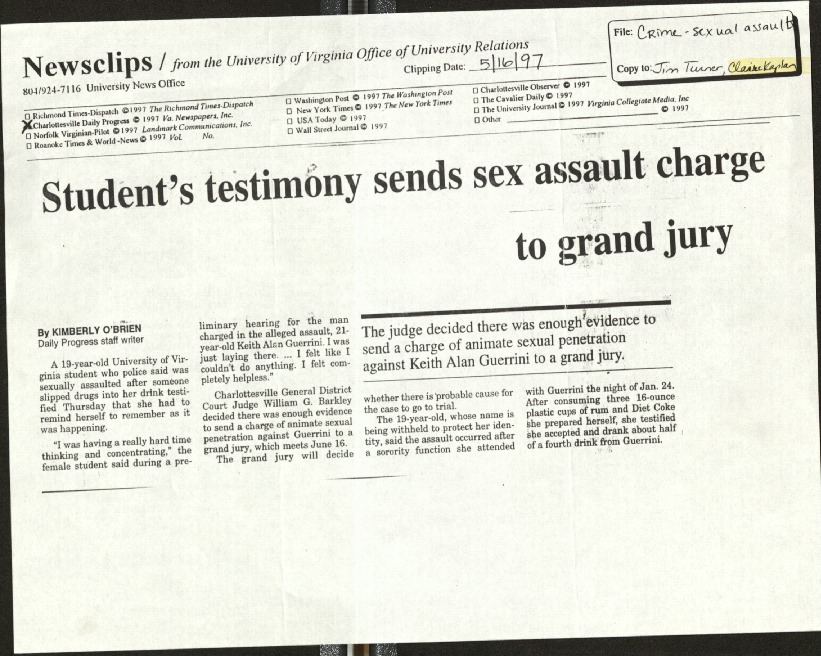 Newsclips / from the University of Virginia Office of University Relations
804/924-7116 University News Office
Clipping Date: 5/16/97
File: Crime - sexual assault
Copy to: Jim Turner, Claire Kaplan
□ Richmond Times-Dispatch © 1997 The Richmond Times-Dispatch
☒ Charlottesville Daily Progress © 1997 Va. Newspapers, Inc.
□ Norfolk Virginian-Pilot © 1997 Landmark Communications, Inc.
□ Roanoke Times & World-News © 1997 Vol. No.
□ Washington Post © 1997 The Washington Post
□ New York Times © 1997 The New York Times
□ USA Today © 1997
□ Wall Street Journal © 1997
□ Charlottesville Observer © 1997
□ The Cavalier Daily © 1997
□ The University Journal © 1997 Virginia Collegiate Media, Inc
□ Other © 1997
Student's testimony sends sex assault charge
to grand jury
By KIMBERLY O'BRIEN
Daily Progress staff writer
A 19-year-old University of Vir-
ginia student who police said was
sexually assaulted after someone
slipped drugs into her drink testi-
fied Thursday that she had to
remind herself to remember as it
was happening.
"I was having a really hard time
thinking and concentrating," the
female student said during a pre-
liminary hearing for the man
charged in the alleged assault, 21-
year-old Keith Alan Guerrini. I was
just laying there. ... I felt like I
couldn't do anything. I felt com-
pletely helpless."
Charlottesville General District
Court Judge William G. Barkley
decided there was enough evidence
to send a charge of animate sexual
penetration against Guerrini to a
grand jury, which meets June 16.
The grand jury will decide
The judge decided there was enough evidence to
send a charge of animate sexual penetration
against Keith Alan Guerrini to a grand jury.
whether there is probable cause for
the case to go to trial.
The 19-year-old, whose name is
being withheld to protect her iden-
tity, said the assault occurred after
a sorority function she attended
with Guerrini the night of Jan. 24.
After consuming three 16-ounce
plastic cups of rum and Diet Coke
she prepared herself, she testified
she accepted and drank about half
of a fourth drink from Guerrini.